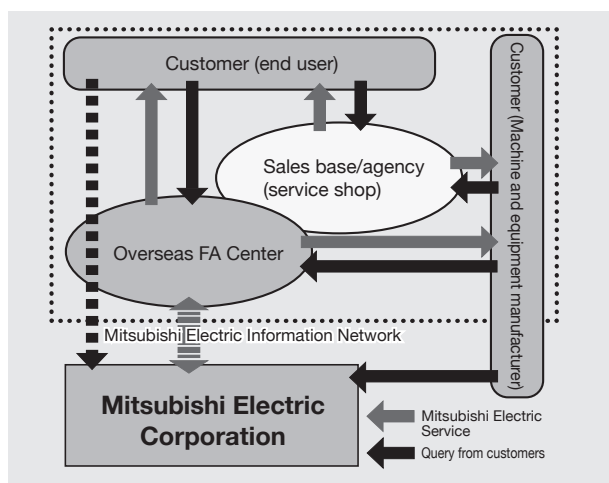 Customer (end user)
Customer (Machine and equipment manufacturer)
Sales base/agency
(service shop)
Overseas FA Center
Mitsubishi Electric Information Network
Mitsubishi Electric
Corporation
Mitsubishi Electric
Service
Query from customers